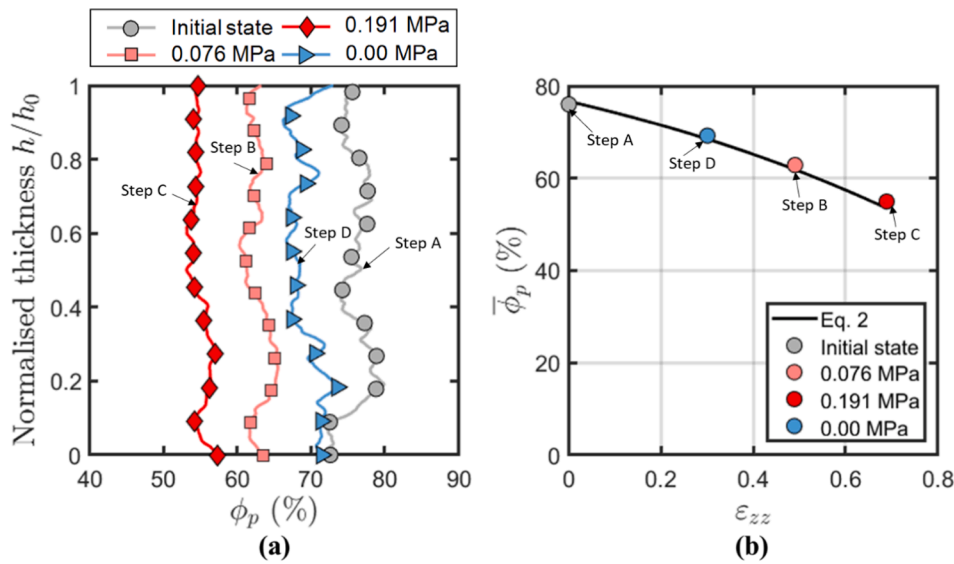 Initial state
0.191 MPa
0.076 MPa
0.00 MPa
Normalised thickness h/h₀
1
0.8
0.6
0.4
0.2
0
Step B
Step C
Step D
Step A
40 50 60 70 80 90
ϕₚ (%)
(a)
ϕ̅ₚ (%)
80
60
40
20
0
Step A
Step D
Step B
Step C
Eq. 2
Initial state
0.076 MPa
0.191 MPa
0.00 MPa
0 0.2 0.4 0.6 0.8
ε_zz
(b)